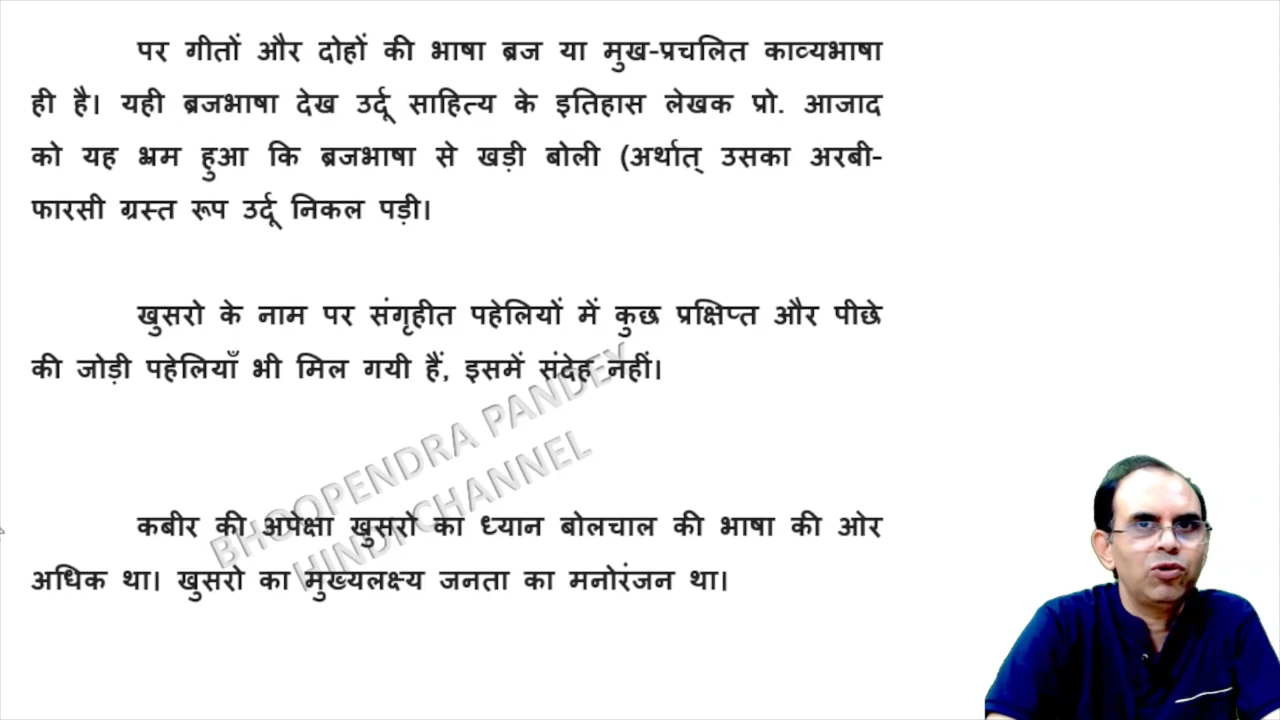 पर गीतों और दोहों की भाषा ब्रज या मुख-प्रचलित काव्यभाषा
ही है। यही ब्रजभाषा देख उर्दू साहित्य के इतिहास लेखक प्रो. आजाद
को यह भ्रम हुआ कि ब्रजभाषा से खड़ी बोली (अर्थात् उसका अरबी-
फारसी ग्रस्त रूप उर्दू निकल पड़ी।
खुसरो के नाम पर संगृहीत पहेलियों में कुछ प्रक्षिप्त और पीछे
की जोड़ी पहेलियाँ भी मिल गयी हैं, इसमें संदेह नहीं।
BHOOPENDRA PANDEY
HINDI CHANNEL
कबीर की अपेक्षा खुसरो का ध्यान बोलचाल की भाषा की ओर
अधिक था। खुसरो का मुख्यलक्ष्य जनता का मनोरंजन था।